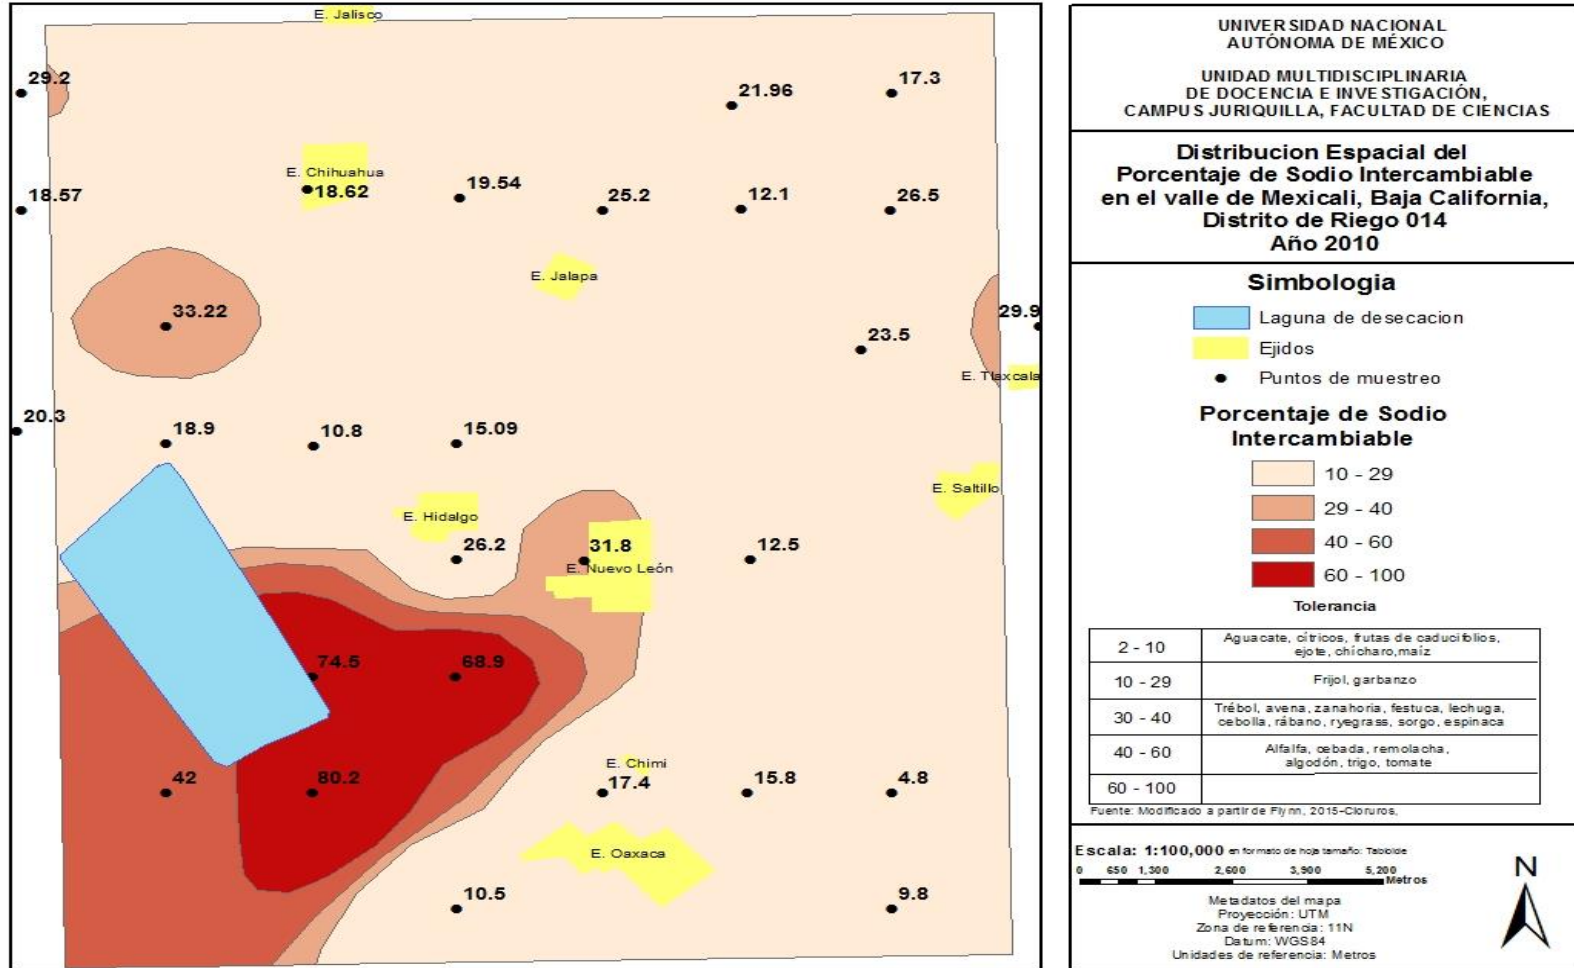 E. Jalisco
29.2
21.96
17.3
E. Chihuahua
18.57
18.62
19.54
25.2
12.1
26.5
E. Jalapa
33.22
29.9
23.5
E. Tlaxcala
20.3
18.9
10.8
15.09
E. Saltillo
E. Hidalgo
26.2
31.8
12.5
E. Nuevo León
74.5
68.9
E. Chimi
42
80.2
17.4
15.8
4.8
E. Oaxaca
10.5
9.8
UNIVERSIDAD NACIONAL
AUTÓNOMA DE MÉXICO
UNIDAD MULTIDISCIPLINARIA
DE DOCENCIA E INVESTIGACIÓN,
CAMPUS JURIQUILLA, FACULTAD DE CIENCIAS
Distribucion Espacial del
Porcentaje de Sodio Intercambiable
en el valle de Mexicali, Baja California,
Distrito de Riego 014
Año 2010
Simbologia
Laguna de desecacion
Ejidos
Puntos de muestreo
Porcentaje de Sodio
Intercambiable
10 - 29
29 - 40
40 - 60
60 - 100
Tolerancia
2 - 10 Aguacate, cítricos, frutas de caducifolios,
ejote, chícharo,maíz
10 - 29 Frijol, garbanzo
30 - 40 Trébol, avena, zanahoria, festuca, lechuga,
cebolla, rábano, ryegrass, sorgo, espinaca
40 - 60 Alfalfa, cebada, remolacha,
algodón, trigo, tomate
60 - 100
Fuente: Modificado a partir de Flynn, 2015-Cloruros,
Escala: 1:100,000 en formato de hoja tamaño: Tabloide
0 650 1,300 2,600 3,900 5,200
Metros
N
Metadatos del mapa
Proyección: UTM
Zona de referencia: 11N
Datum: WGS84
Unidades de referencia: Metros